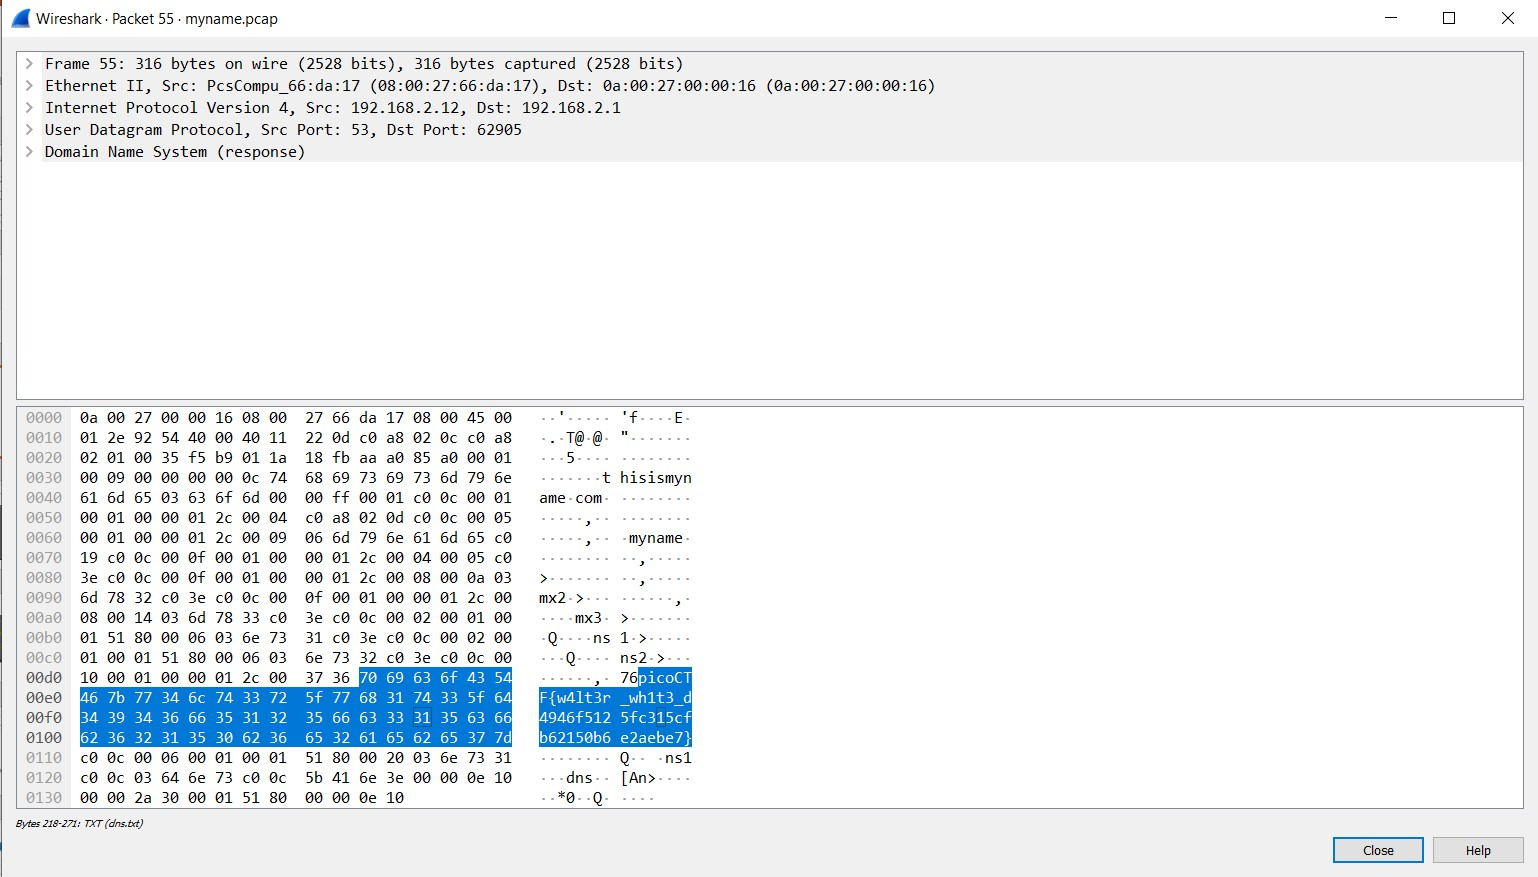 Wireshark · Packet 55 · myname.pcap
Frame 55: 316 bytes on wire (2528 bits), 316 bytes captured (2528 bits)
Ethernet II, Src: PcsCompu_66:da:17 (08:00:27:66:da:17), Dst: 0a:00:27:00:00:16 (0a:00:27:00:00:16)
Internet Protocol Version 4, Src: 192.168.2.12, Dst: 192.168.2.1
User Datagram Protocol, Src Port: 53, Dst Port: 62905
Domain Name System (response)
0000 0a 00 27 00 00 16 08 00 27 66 da 17 08 00 45 00 ··'····· 'f····E·
0010 01 2e 92 54 40 00 40 11 22 0d c0 a8 02 0c c0 a8 ·.·T@·@· "·······
0020 02 01 00 35 f5 b9 01 1a 18 fb aa a0 85 a0 00 01 ···5···· ········
0030 00 09 00 00 00 00 0c 74 68 69 73 69 73 6d 79 6e ·······t hisismyn
0040 61 6d 65 03 63 6f 6d 00 00 ff 00 01 c0 0c 00 01 ame·com· ········
0050 00 01 00 00 01 2c 00 04 c0 a8 02 0d c0 0c 00 05 ·····,·· ········
0060 00 01 00 00 01 2c 00 09 06 6d 79 6e 61 6d 65 c0 ·····,·· ·myname·
0070 19 c0 0c 00 0f 00 01 00 00 01 2c 00 04 00 05 c0 ········ ··,·····
0080 3e c0 0c 00 0f 00 01 00 00 01 2c 00 08 00 0a 03 >······· ··,·····
0090 6d 78 32 c0 3e c0 0c 00 0f 00 01 00 00 01 2c 00 mx2·>··· ······,·
00a0 08 00 14 03 6d 78 33 c0 3e c0 0c 00 02 00 01 00 ····mx3· >·······
00b0 01 51 80 00 06 03 6e 73 31 c0 3e c0 0c 00 02 00 ·Q····ns 1·>·····
00c0 01 00 01 51 80 00 06 03 6e 73 32 c0 3e c0 0c 00 ···Q···· ns2·>···
00d0 10 00 01 00 00 01 2c 00 37 36 70 69 63 6f 43 54 ······,· 76picoCT
00e0 46 7b 77 34 6c 74 33 72 5f 77 68 31 74 33 5f 64 F{w4lt3r _wh1t3_d
00f0 34 39 34 36 66 35 31 32 35 66 63 33 31 35 63 66 4946f512 5fc315cf
0100 62 36 32 31 35 30 62 36 65 32 61 65 62 65 37 7d b62150b6 e2aebe7}
0110 c0 0c 00 06 00 01 00 01 51 80 00 20 03 6e 73 31 ········ Q·· ·ns1
0120 c0 0c 03 64 6e 73 c0 0c 5b 41 6e 3e 00 00 0e 10 ···dns·· [An>····
0130 00 00 2a 30 00 01 51 80 00 00 0e 10 ··*0··Q· ····
Bytes 218-271: TXT (dns.txt)
Close Help